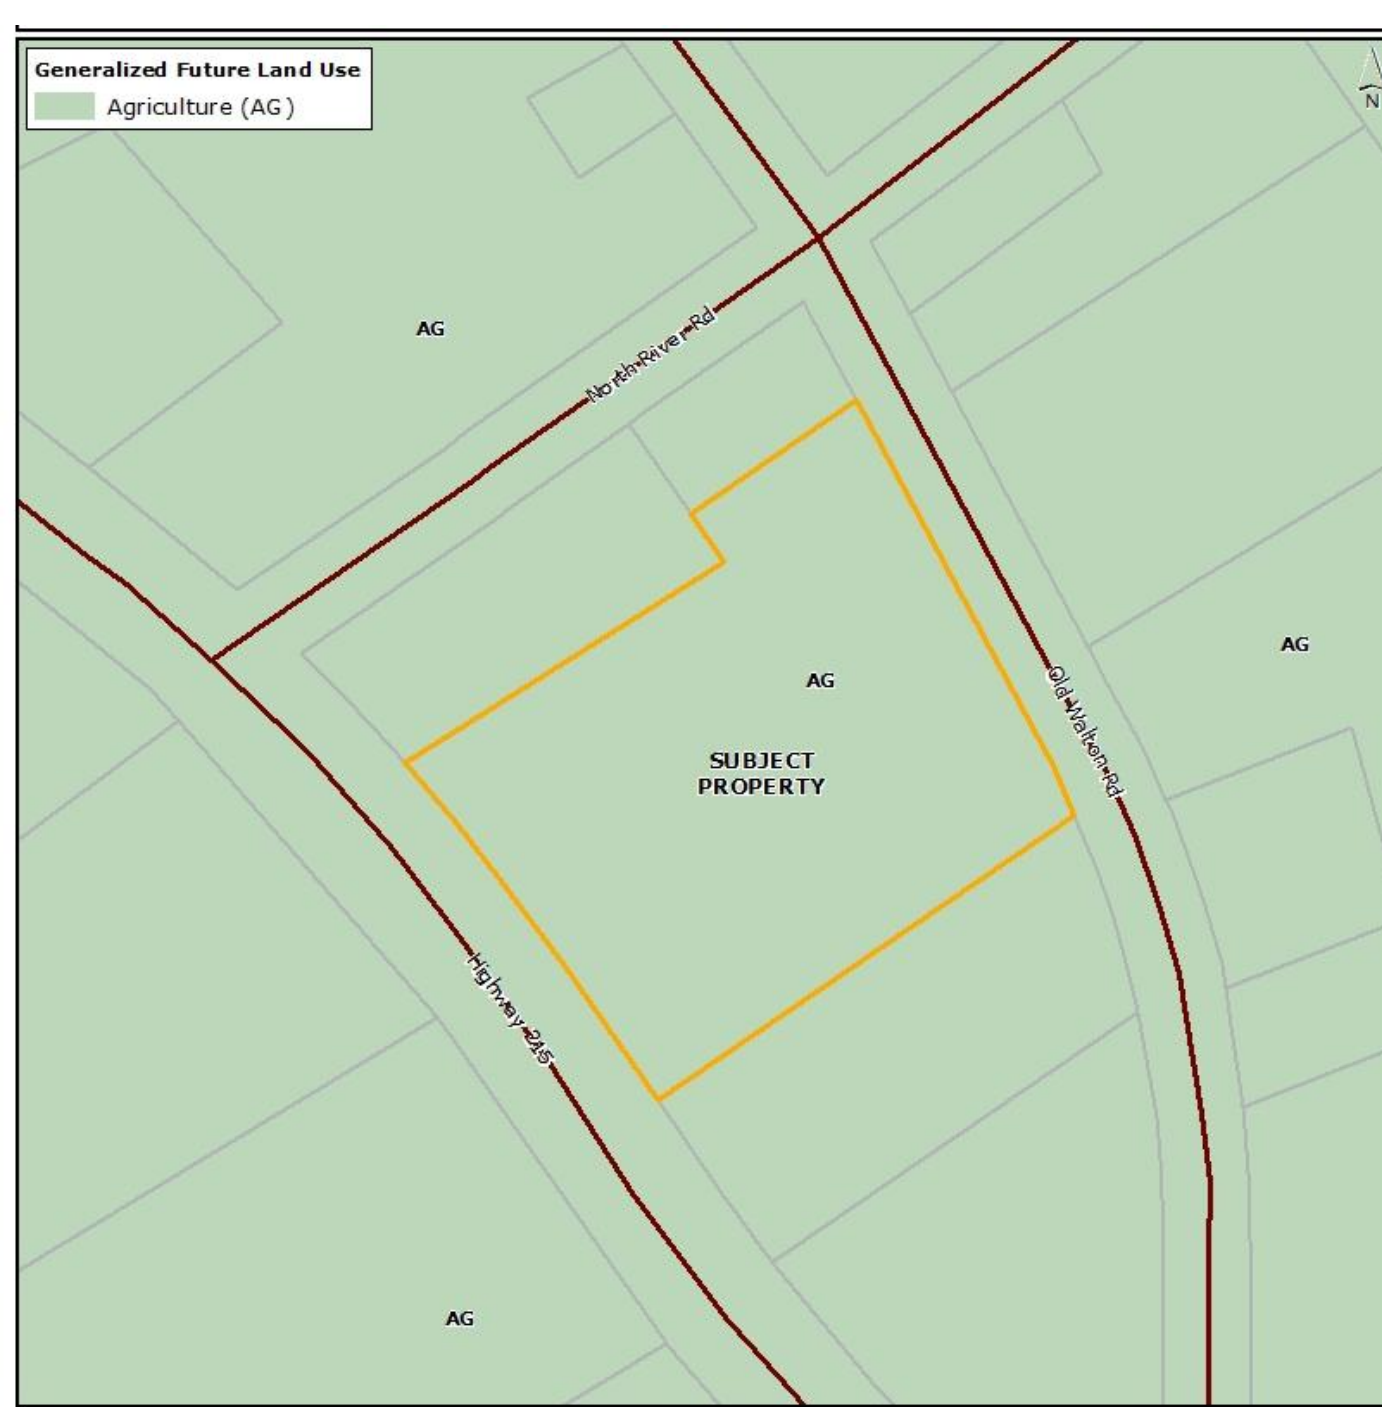 Generalized Future Land Use
Agriculture (AG)
N
AG
North River Rd
AG
AG
Old Walton Rd
SUBJECT
PROPERTY
Highway 215
AG